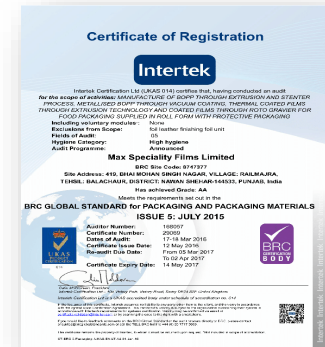 Certificate of Registration
Intertek
Intertek Certification Ltd (UKAS 014) certifies that, having conducted an audit
for the scope of activities: MANUFACTURE OF BOPP THROUGH EXTRUSION AND STENTER
PROCESS, METALLISED BOPP THROUGH VACUUM COATING, THERMAL COATED FILMS
THROUGH EXTRUSION TECHNOLOGY AND COATED FILMS THROUGH ROTO GRAVIER FOR
FOOD PACKAGING SUPPLIED IN ROLL FORM WITH PROTECTIVE PACKAGING
Including voluntary modules: None
Exclusions from Scope: foil leather finishing foil unit
Fields of Audit: 05
Hygiene Category: High hygiene
Audit Programme: Announced
Max Speciality Films Limited
BRC Site Code: 8747377
Site Address: 419, BHAI MOHAN SINGH NAGAR, VILLAGE: RAILMAJRA,
TEHSIL: BALACHAUR, DISTRICT: NAWAN SHEHAR-144533, PUNJAB, India
Has achieved Grade: AA
Meets the requirements set out in the
BRC GLOBAL STANDARD for PACKAGING AND PACKAGING MATERIALS
ISSUE 5: JULY 2015
Auditor Number: 168057
Certificate Number: 29069
Dates of Audit: 17-18 Mar 2016
Certificate Issue Date: 12 May 2016
Re-audit Due Date: From 05 Mar 2017
To 02 Apr 2017
Certificate Expiry Date: 14 May 2017
UKAS
BRC
CERTIFICATION
BODY